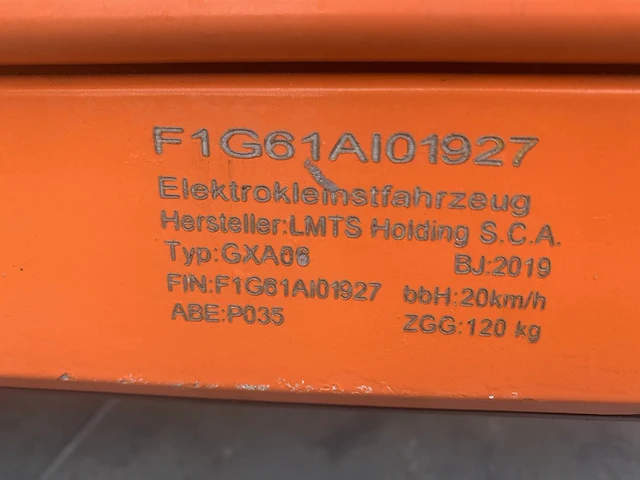 F1G61AI01927
Elektrokleinstfahrzeug
Hersteller:LMTS Holding S.C.A.
Typ:GXA06 BJ:2019
FIN:F1G61AI01927 bbH:20km/h
ABE:P035 ZGG:120 kg